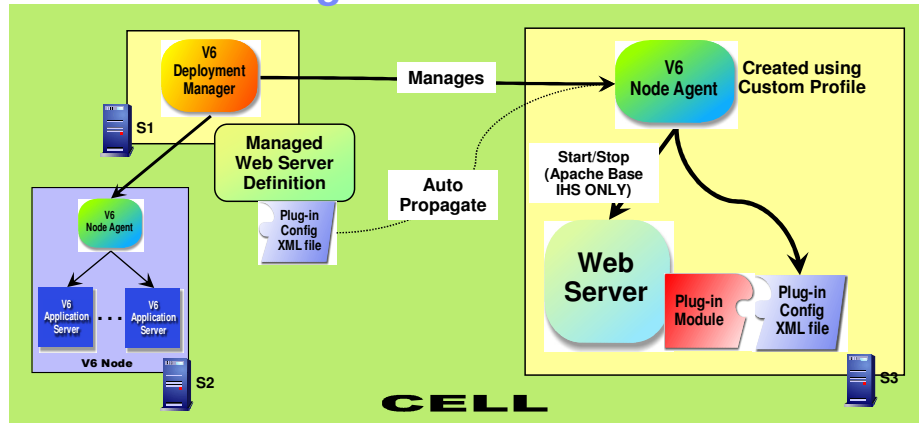 V6
Deployment
Manager
S1
Manages
V6
Node Agent
Created using
Custom Profile
Managed
Web Server
Definition
Plug-in
Config
XML file
Auto
Propagate
Start/Stop
(Apache Base
IHS ONLY)
V6
Node Agent
V6
Application
Server
. . .
V6
Application
Server
V6 Node
S2
Web
Server
Plug-in
Module
Plug-in
Config
XML file
S3
CELL